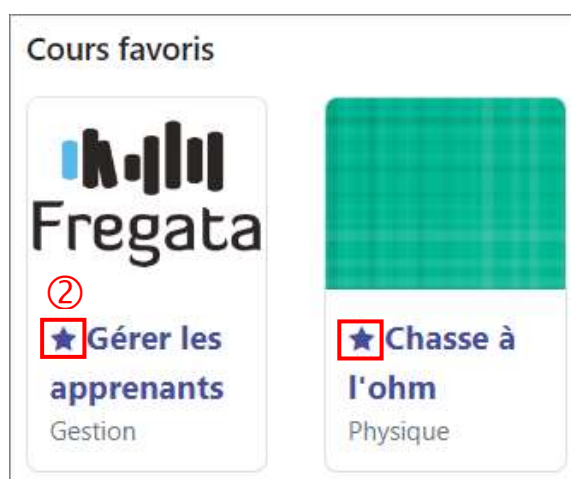 Cours favoris
Fregata
②
★ Gérer les
apprenants
Gestion
★ Chasse à
l'ohm
Physique